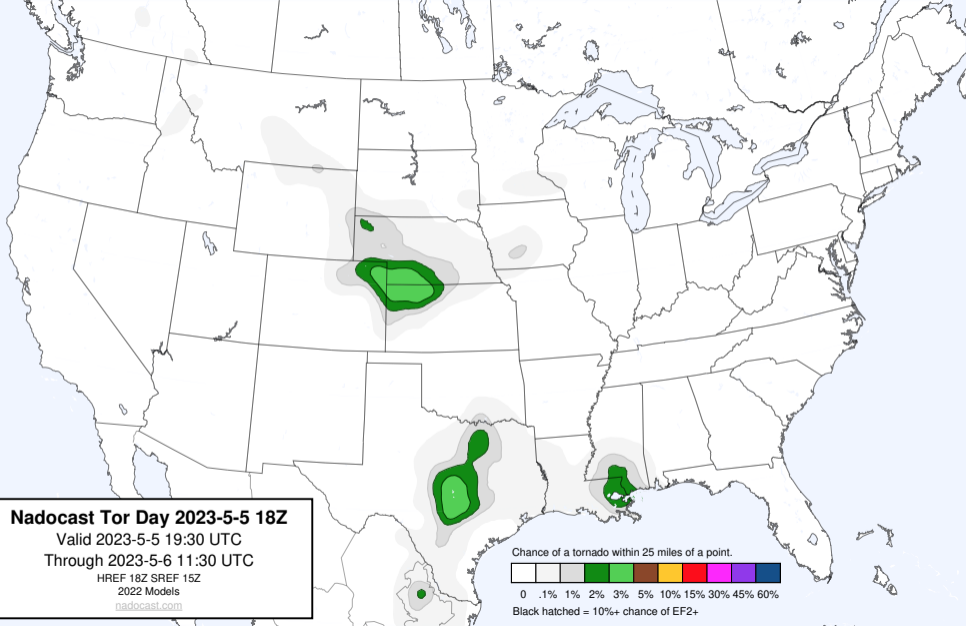 Nadocast Tor Day 2023-5-5 18Z
Valid 2023-5-5 19:30 UTC
Through 2023-5-6 11:30 UTC
HREF 18Z SREF 15Z
2022 Models
nadocast.com
Chance of a tornado within 25 miles of a point.
0 .1% 1% 2% 3% 5% 10% 15% 30% 45% 60%
Black hatched = 10%+ chance of EF2+